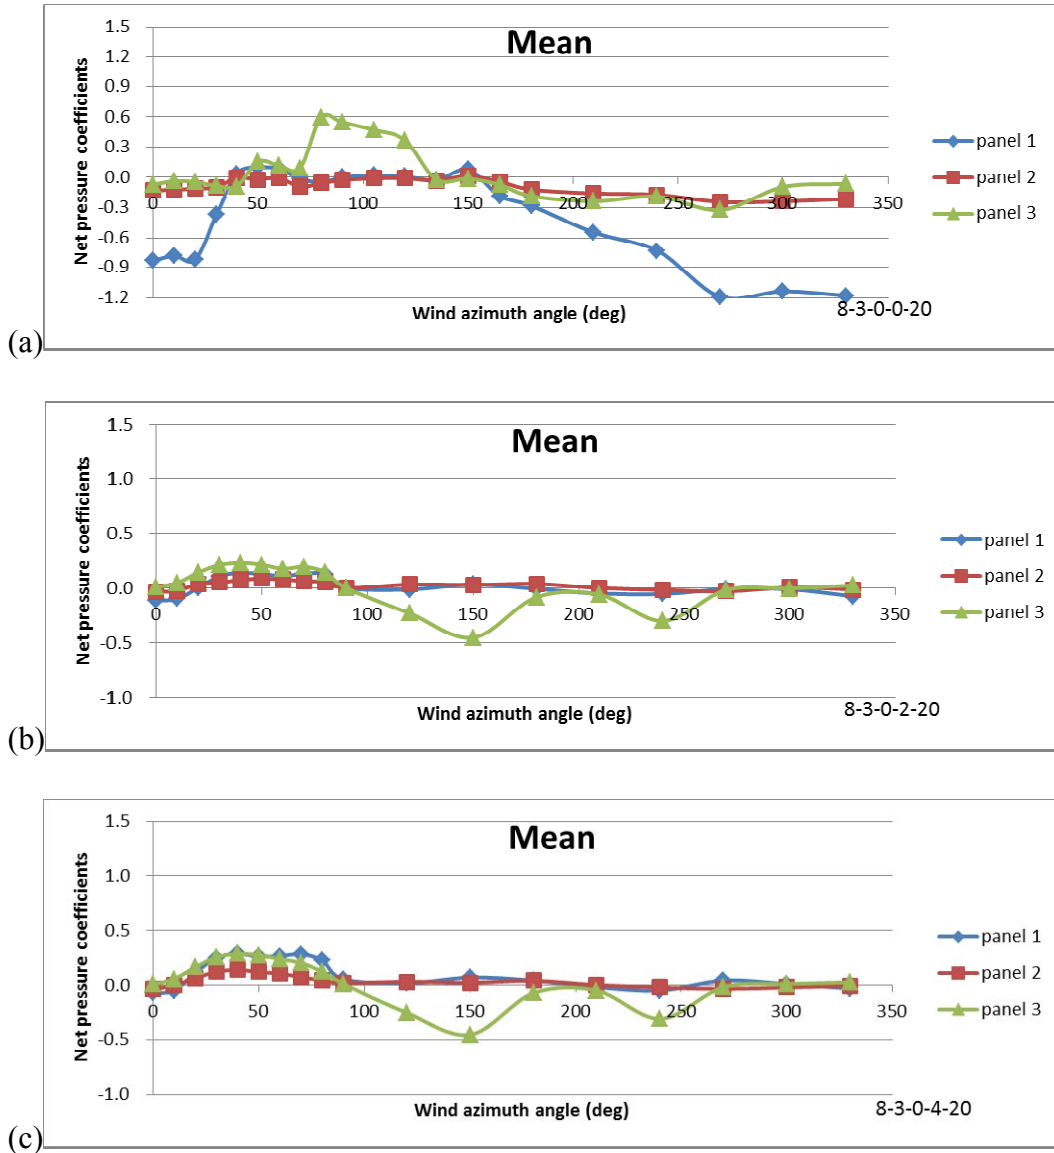 Mean
1.5
1.2
0.9
0.6
0.3
0.0
-0.3
-0.6
-0.9
-1.2
Net pressure coefficients
0 50 100 150 200 250 300 350
Wind azimuth angle (deg)
panel 1
panel 2
panel 3
8-3-0-0-20
(a)
Mean
1.5
1.0
0.5
0.0
-0.5
-1.0
Net pressure coefficients
0 50 100 150 200 250 300 350
Wind azimuth angle (deg)
panel 1
panel 2
panel 3
8-3-0-2-20
(b)
Mean
1.5
1.0
0.5
0.0
-0.5
-1.0
Net pressure coefficients
0 50 100 150 200 250 300 350
Wind azimuth angle (deg)
panel 1
panel 2
panel 3
8-3-0-4-20
(c)